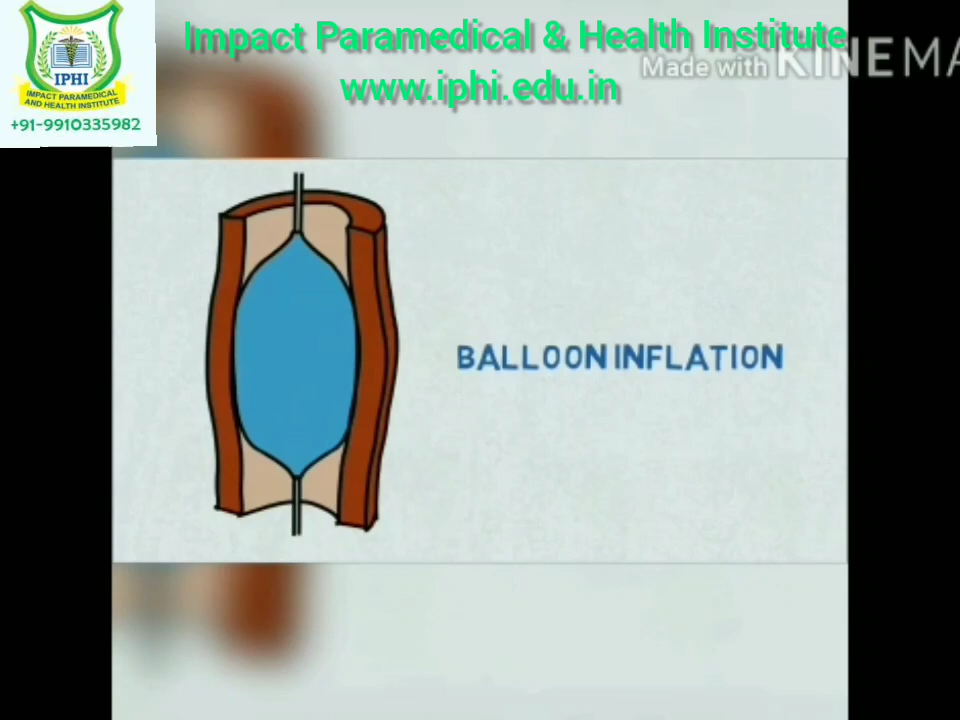 Impact Paramedical & Health Institute
www.iphi.edu.in
Made with KINEMA
IPHI
IMPACT PARAMEDICAL
AND HEALTH INSTITUTE
+91-9910335982
BALLOON INFLATION